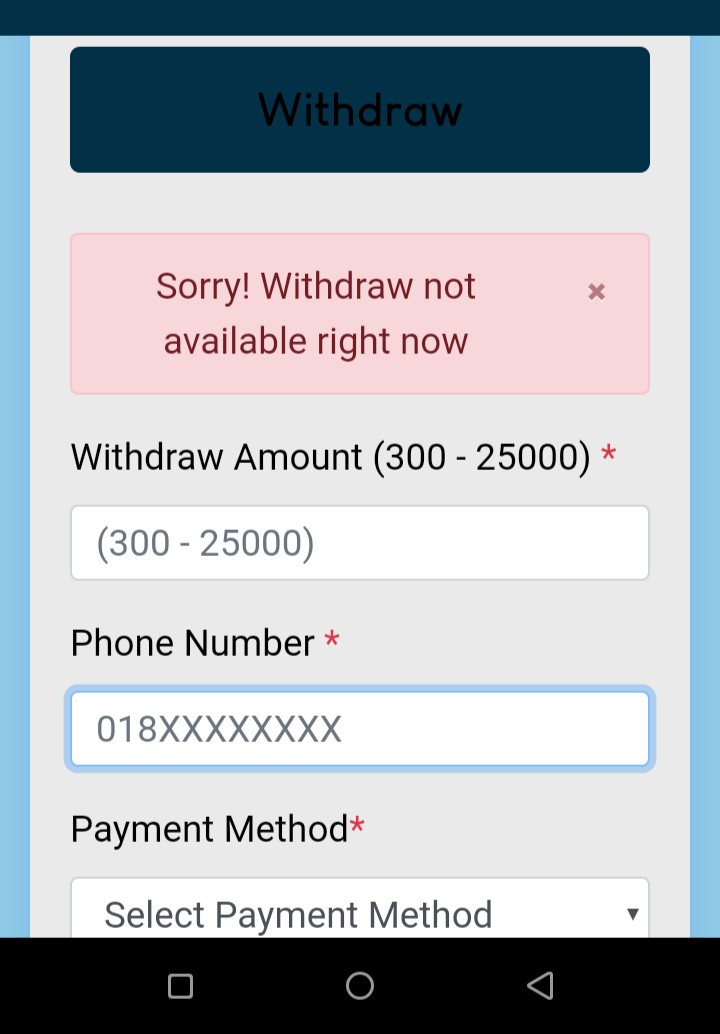 Withdraw
Sorry! Withdraw not
available right now
×
Withdraw Amount (300 - 25000) *
(300 - 25000)
Phone Number *
018XXXXXXXX
Payment Method*
Select Payment Method